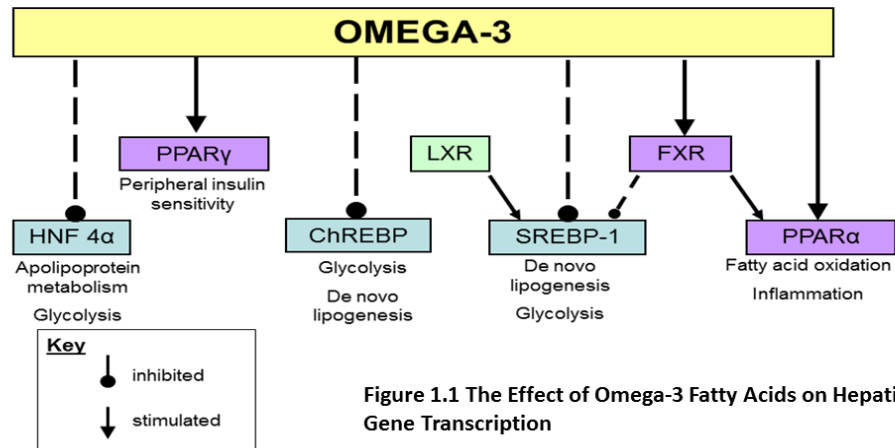 OMEGA-3
PPARγ
Peripheral insulin
sensitivity
LXR
FXR
HNF 4α
Apolipoprotein
metabolism
Glycolysis
ChREBP
Glycolysis
De novo
lipogenesis
SREBP-1
De novo
lipogenesis
Glycolysis
PPARα
Fatty acid oxidation
Inflammation
Key
inhibited
stimulated
Figure 1.1 The Effect of Omega-3 Fatty Acids on Hepati
Gene Transcription